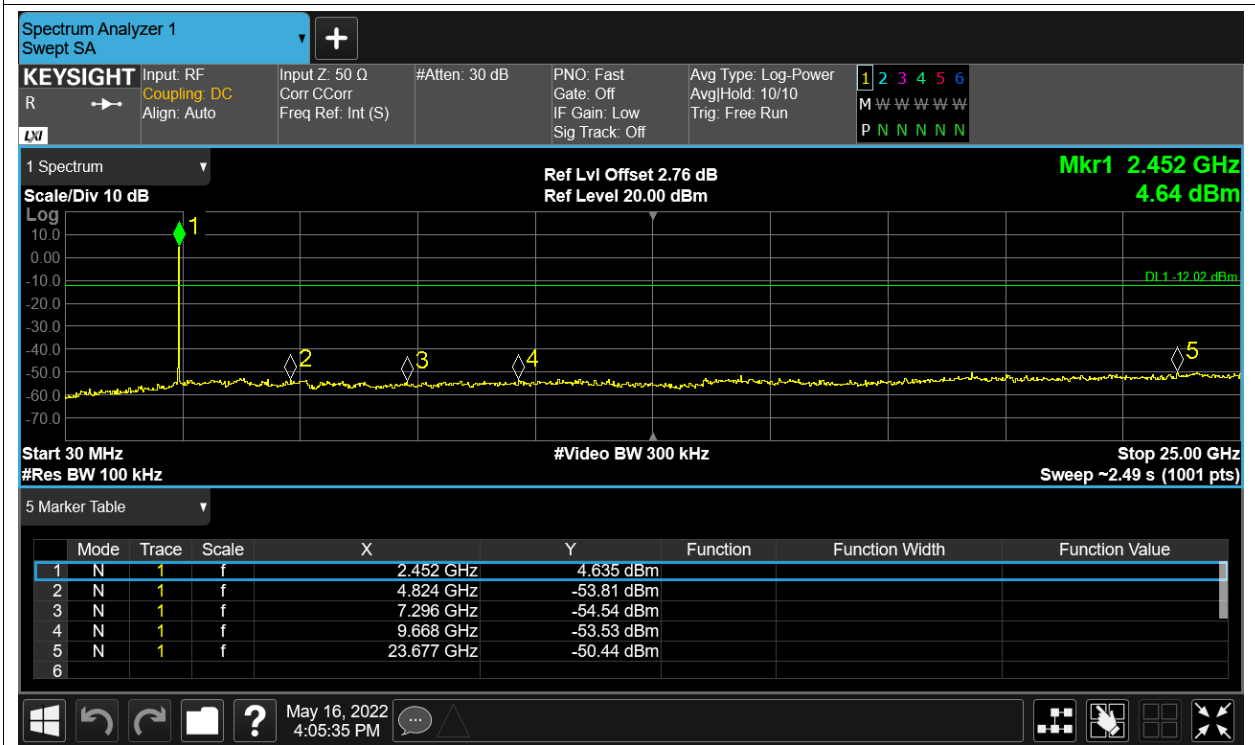 Spectrum Analyzer 1
Swept SA
+
KEYSIGHT Input: RF Input Z: 50 Ω #Atten: 30 dB PNO: Fast Avg Type: Log-Power 1 2 3 4 5 6
R Coupling: DC Corr CCorr Gate: Off Avg|Hold: 10/10 M W W W W W
Align: Auto Freq Ref: Int (S) IF Gain: Low Trig: Free Run
LXI Sig Track: Off P N N N N N
1 Spectrum Ref Lvl Offset 2.76 dB Mkr1 2.452 GHz
Scale/Div 10 dB Ref Level 20.00 dBm 4.64 dBm
Log
1
10.0
0.00
-10.0 DL1 -12.02 dBm
-20.0
-30.0
-40.0
2 3 4 5
-50.0
-60.0
-70.0
Start 30 MHz #Video BW 300 kHz Stop 25.00 GHz
#Res BW 100 kHz Sweep ~2.49 s (1001 pts)
5 Marker Table
Mode Trace Scale X Y Function Function Width Function Value
1 N 1 f 2.452 GHz 4.635 dBm
2 N 1 f 4.824 GHz -53.81 dBm
3 N 1 f 7.296 GHz -54.54 dBm
4 N 1 f 9.668 GHz -53.53 dBm
5 N 1 f 23.677 GHz -50.44 dBm
6
? May 16, 2022
4:05:35 PM